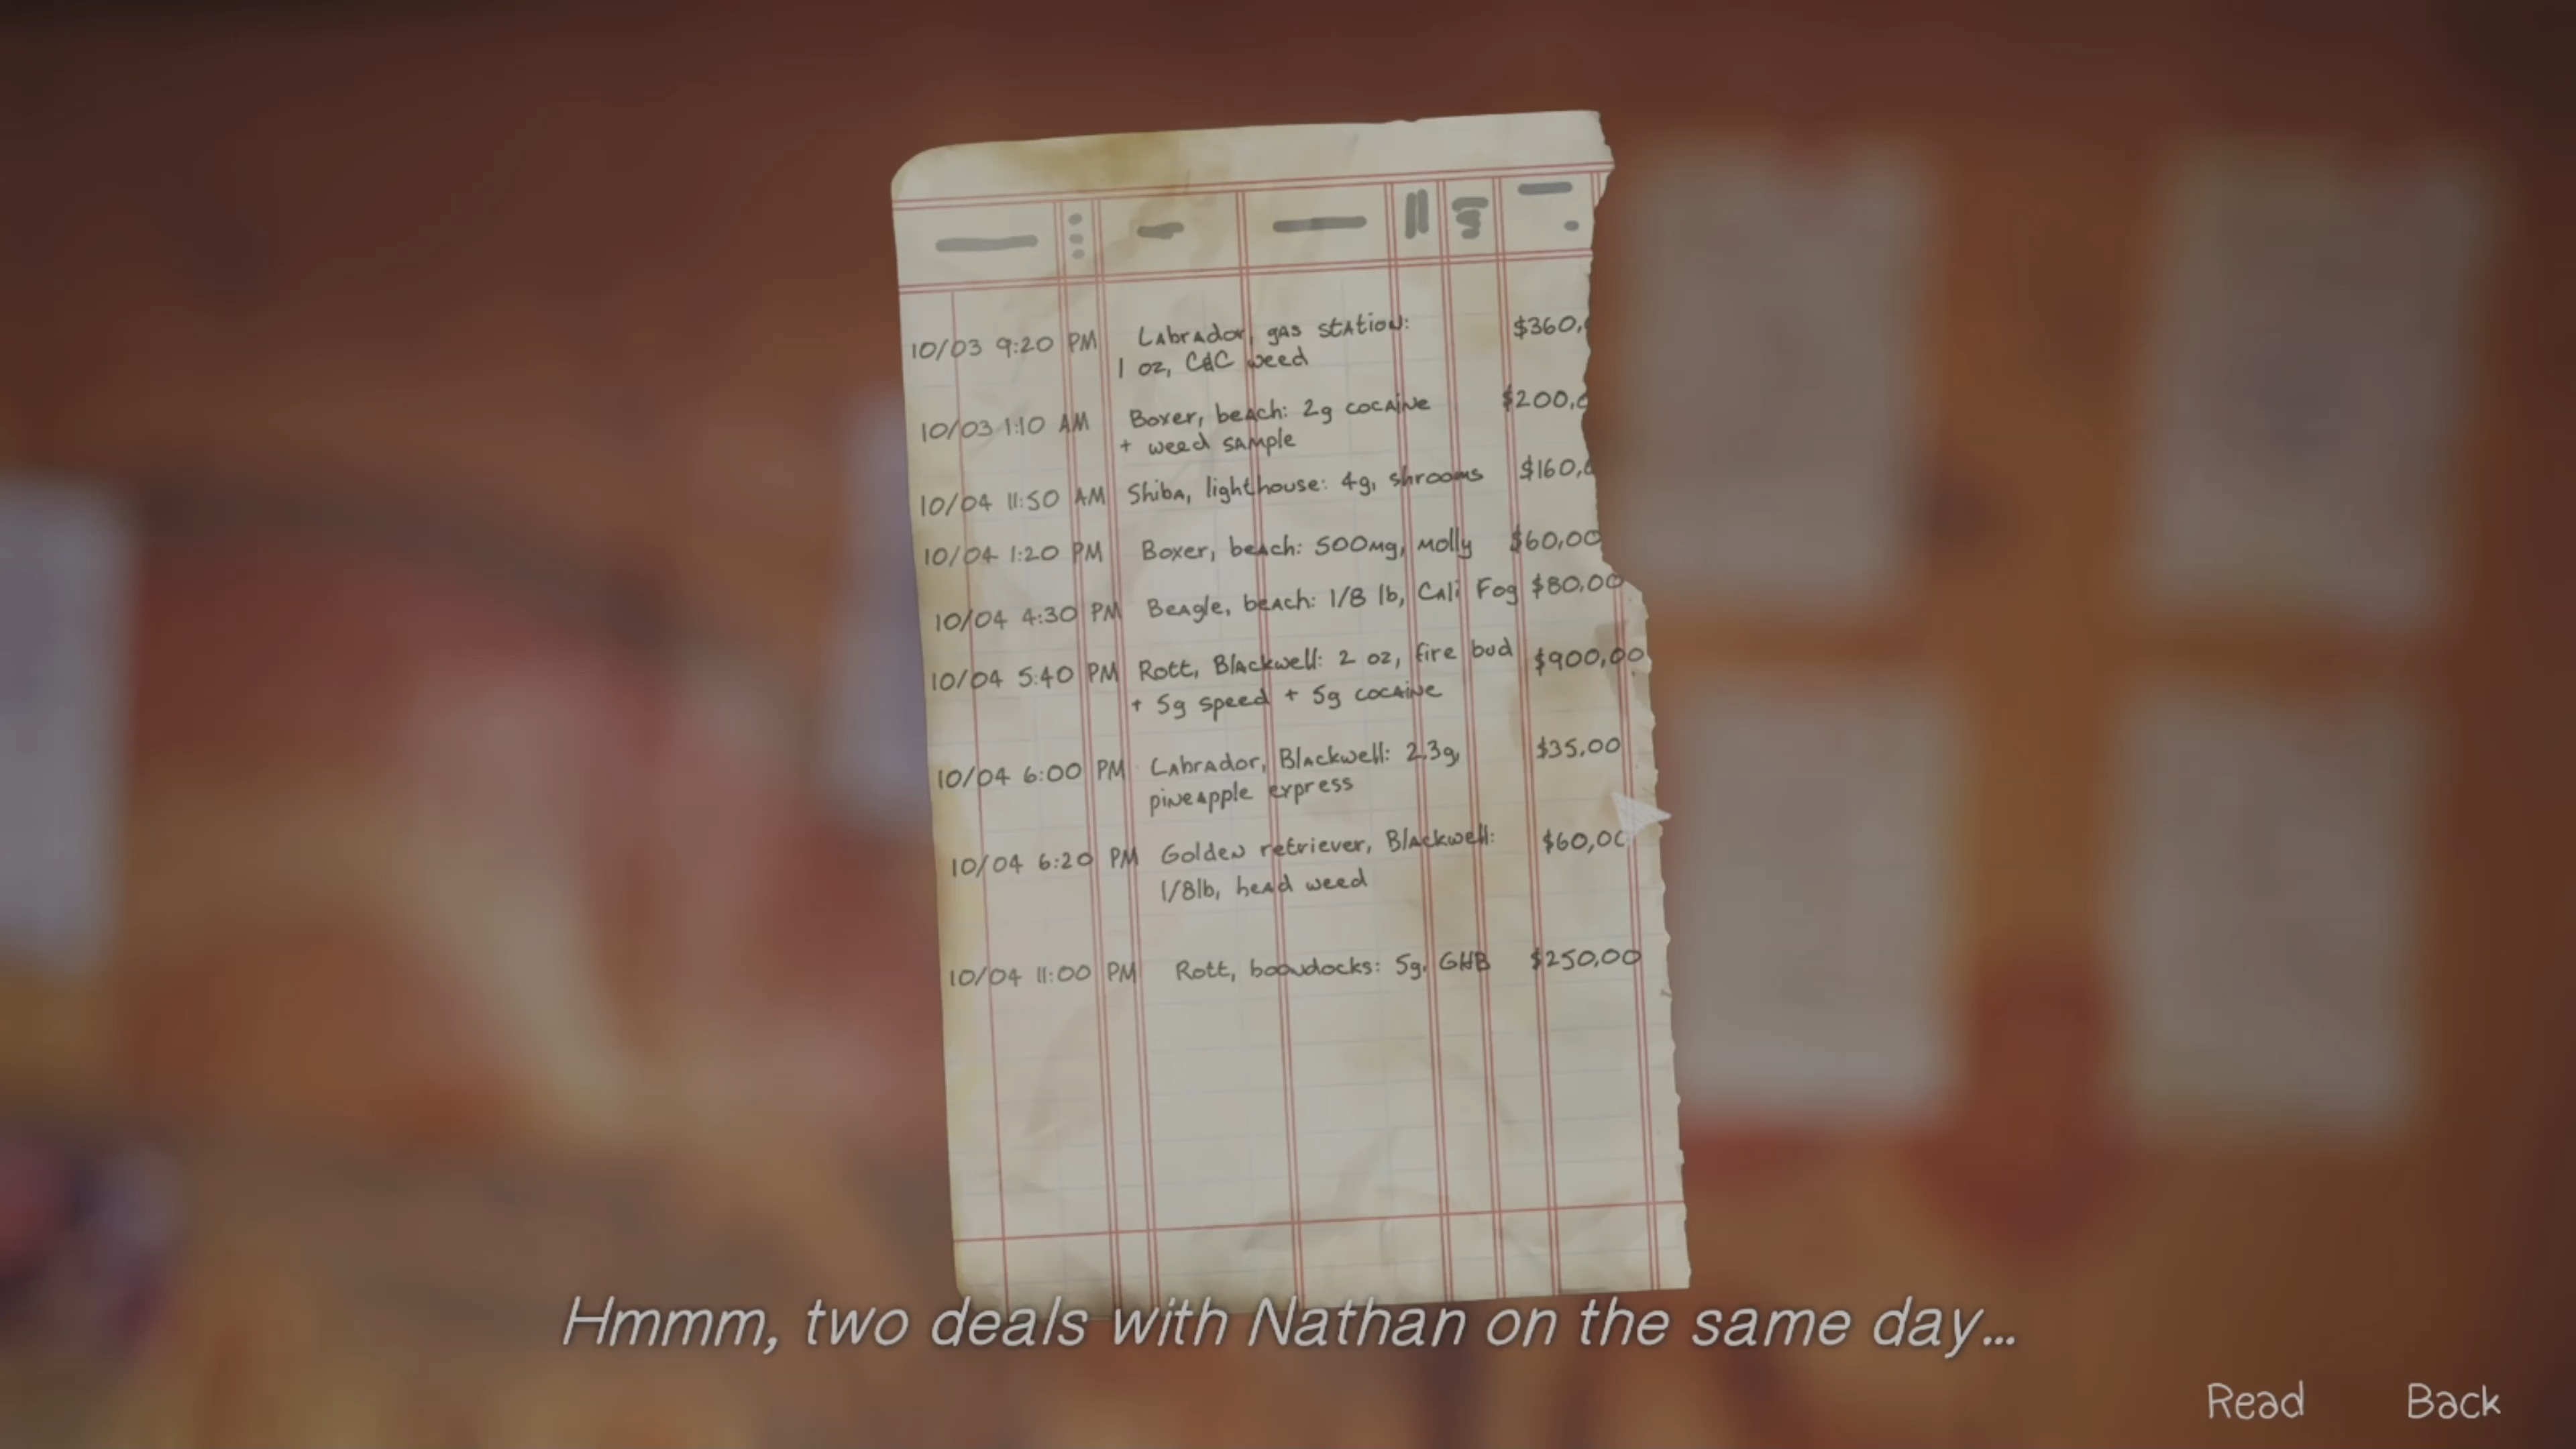 10/03 9:20 PM Labrador, gas station: $360,
1 oz, C&C weed
10/03 1:10 AM Boxer, beach: 2g cocaine $200,0
+ weed sample
10/04 11:50 AM Shiba, lighthouse: 4g, shrooms $160,0
10/04 1:20 PM Boxer, beach: 500mg, molly $60,00
10/04 4:30 PM Beagle, beach: 1/8 lb, Cali Fog $80,00
10/04 5:40 PM Rott, Blackwell: 2 oz, fire bud $900,00
+ 5g speed + 5g cocaine
10/04 6:00 PM Labrador, Blackwell: 2,3g, $35,00
pineapple express
10/04 6:20 PM Golden retriever, Blackwell: $60,00
1/8lb, head weed
10/04 11:00 PM Rott, boondocks: 5g, GHB $250,00
Hmmm, two deals with Nathan on the same day...
Read Back